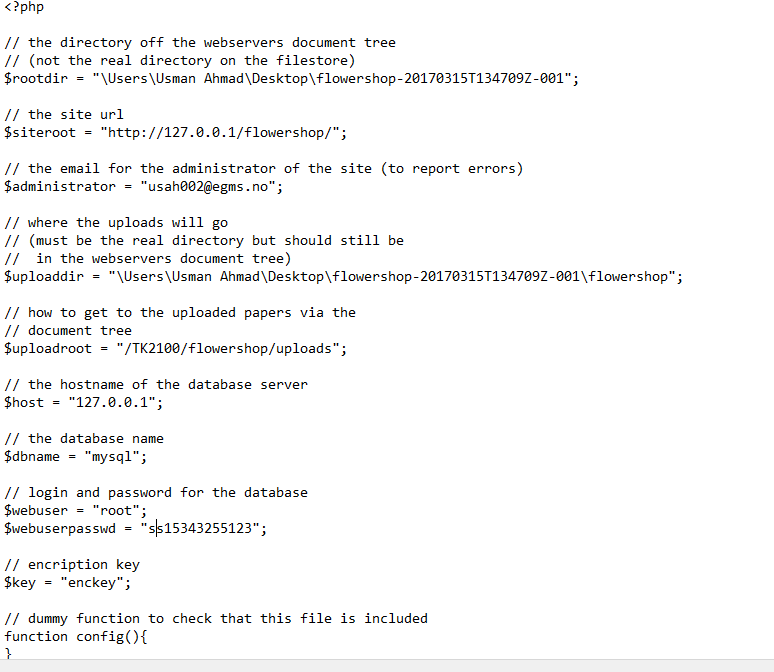 <?php
// the directory off the webservers document tree
// (not the real directory on the filestore)
$rootdir = "\Users\Usman Ahmad\Desktop\flowershop-20170315T134709Z-001";
// the site url
$siteroot = "http://127.0.0.1/flowershop/";
// the email for the administrator of the site (to report errors)
$administrator = "usah002@egms.no";
// where the uploads will go
// (must be the real directory but should still be
//  in the webservers document tree)
$uploaddir = "\Users\Usman Ahmad\Desktop\flowershop-20170315T134709Z-001\flowershop";
// how to get to the uploaded papers via the
// document tree
$uploadroot = "/TK2100/flowershop/uploads";
// the hostname of the database server
$host = "127.0.0.1";
// the database name
$dbname = "mysql";
// login and password for the database
$webuser = "root";
$webuserpasswd = "ss15343255123";
// encription key
$key = "enckey";
// dummy function to check that this file is included
function config(){
}